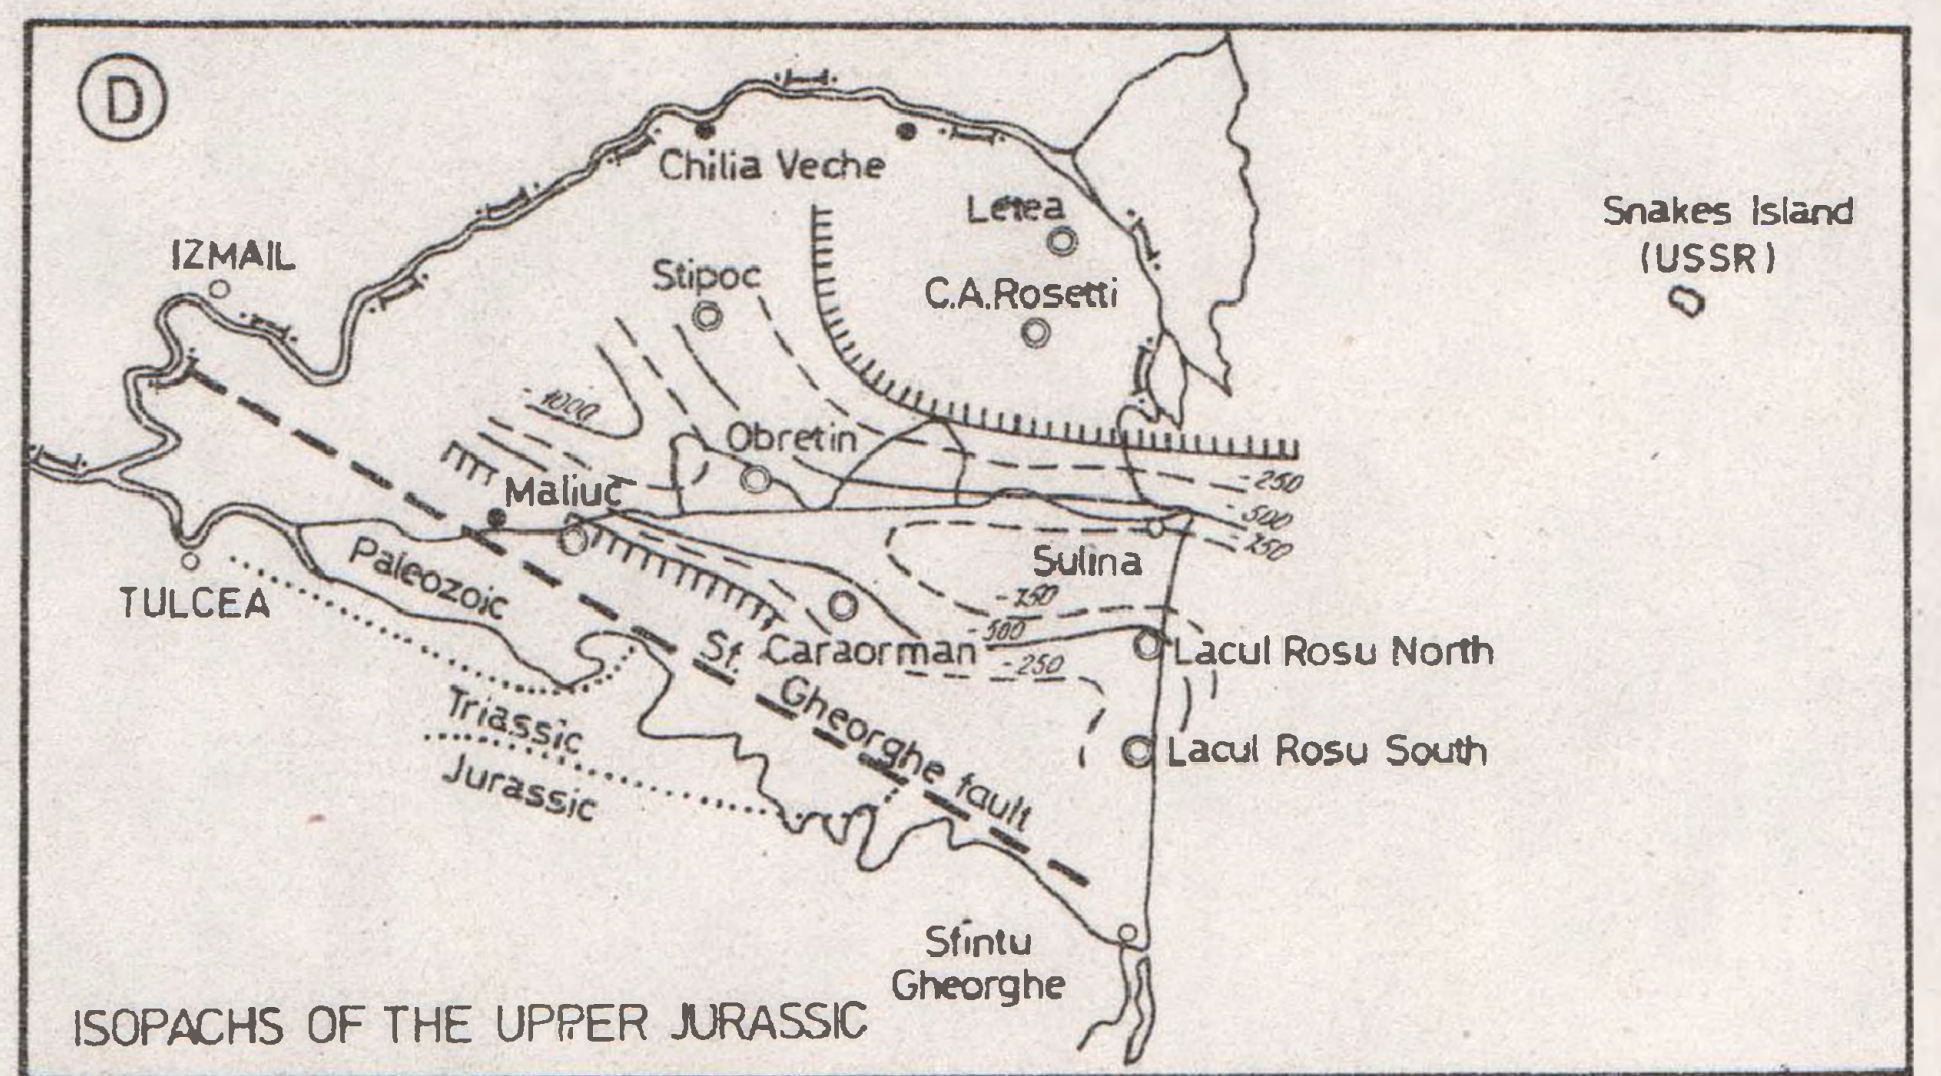 D
Chilia Veche
Letea
Snakes Island
(USSR)
IZMAIL
Stipoc
C.A.Rosetti
-1000
Obretin
-250
Maliuc
-500
-750
Sulina
Paleozoic
TULCEA
-750
-500
-250
Caraorman
Lacul Rosu North
Sf. Gheorghe fault
Triassic
Lacul Rosu South
Jurassic
Sfintu
Gheorghe
ISOPACHS OF THE UPPER JURASSIC